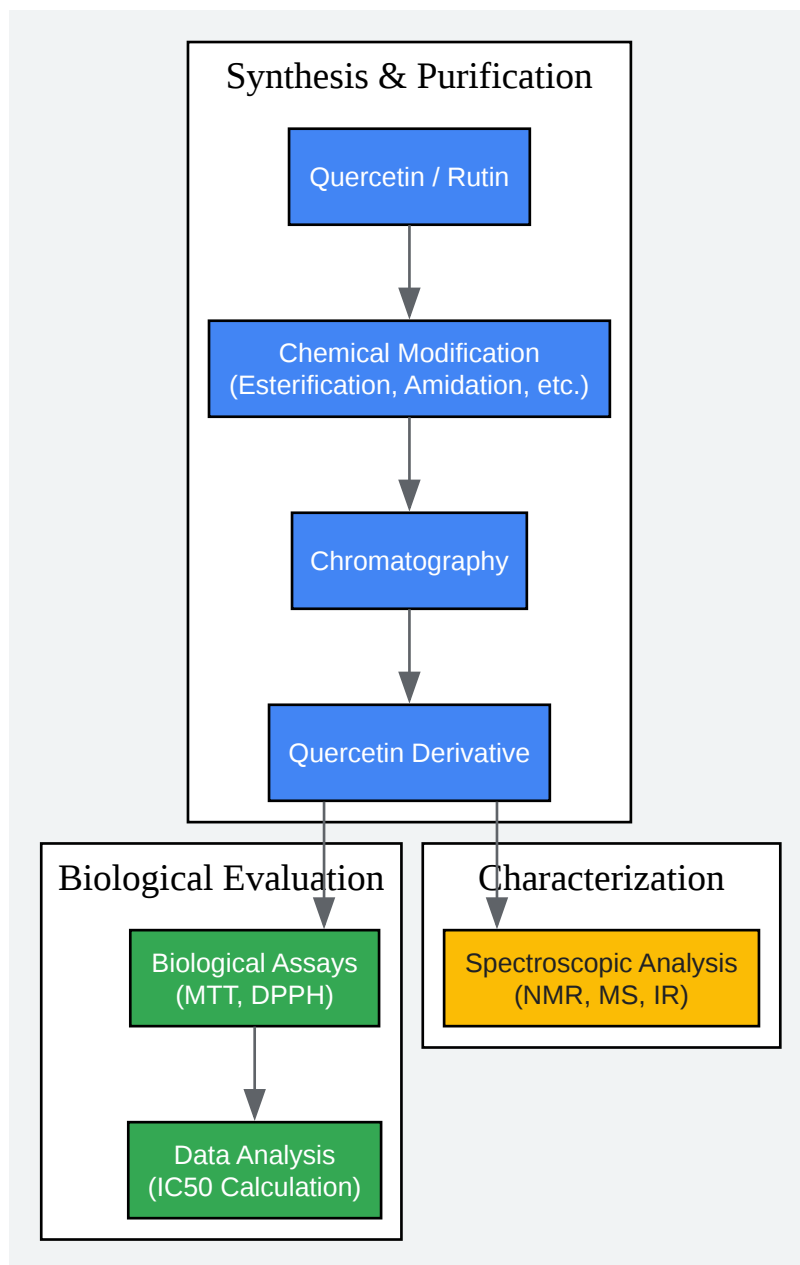 Synthesis & Purification
Quercetin / Rutin
Chemical Modification
(Esterification, Amidation, etc.)
Chromatography
Quercetin Derivative
Biological Evaluation
Biological Assays
(MTT, DPPH)
Data Analysis
(IC50 Calculation)
Characterization
Spectroscopic Analysis
(NMR, MS, IR)